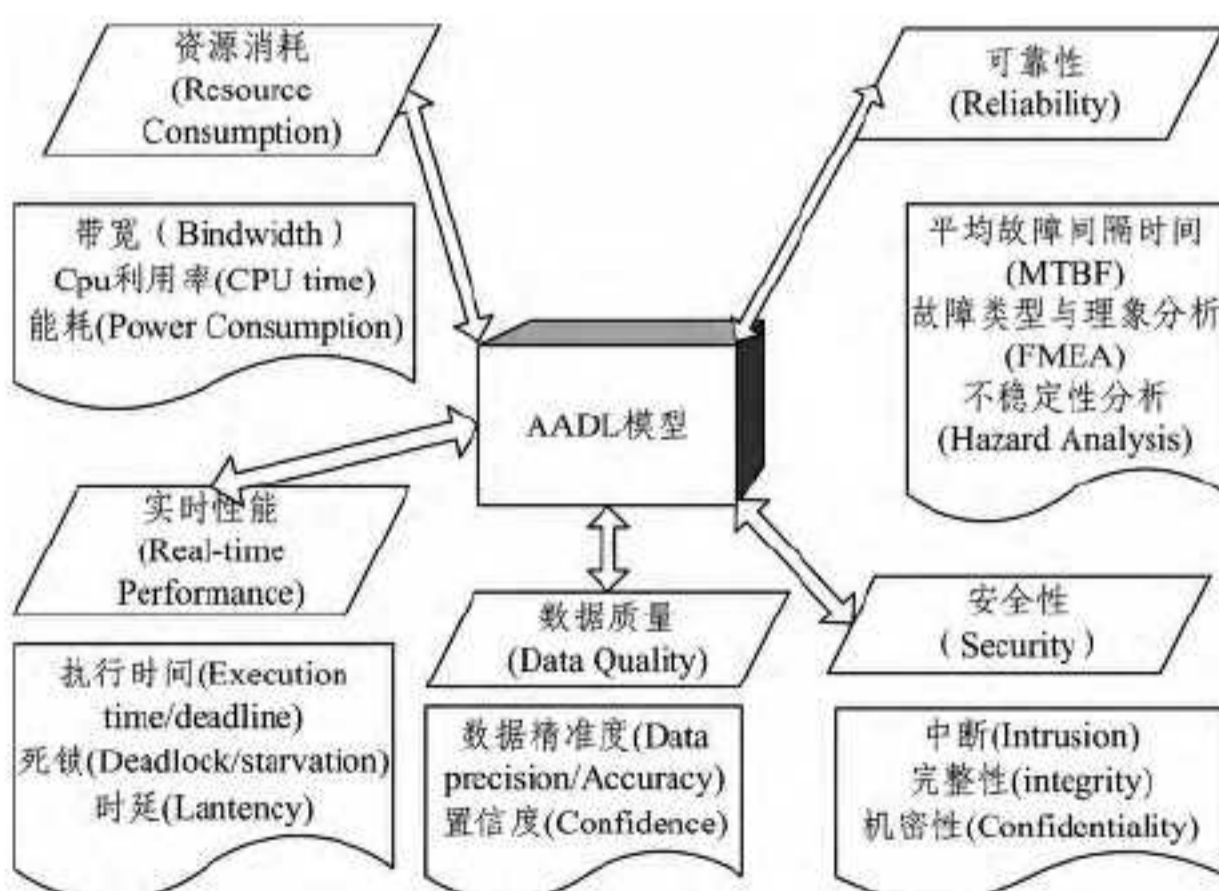 资源消耗
(Resource
Consumption)
可靠性
(Reliability)
带宽（Bindwidth）
Cpu利用率(CPU time)
能耗(Power Consumption)
平均故障间隔时间
(MTBF)
故障类型与理象分析
(FMEA)
不稳定性分析
(Hazard Analysis)
AADL模型
实时性能
(Real-time
Performance)
数据质量
(Data Quality)
安全性
（Security）
执行时间(Execution
time/deadline)
死锁(Deadlock/starvation)
时延(Lantency)
数据精准度(Data
precision/Accuracy)
置信度(Confidence)
中断(Intrusion)
完整性(integrity)
机密性(Confidentiality)